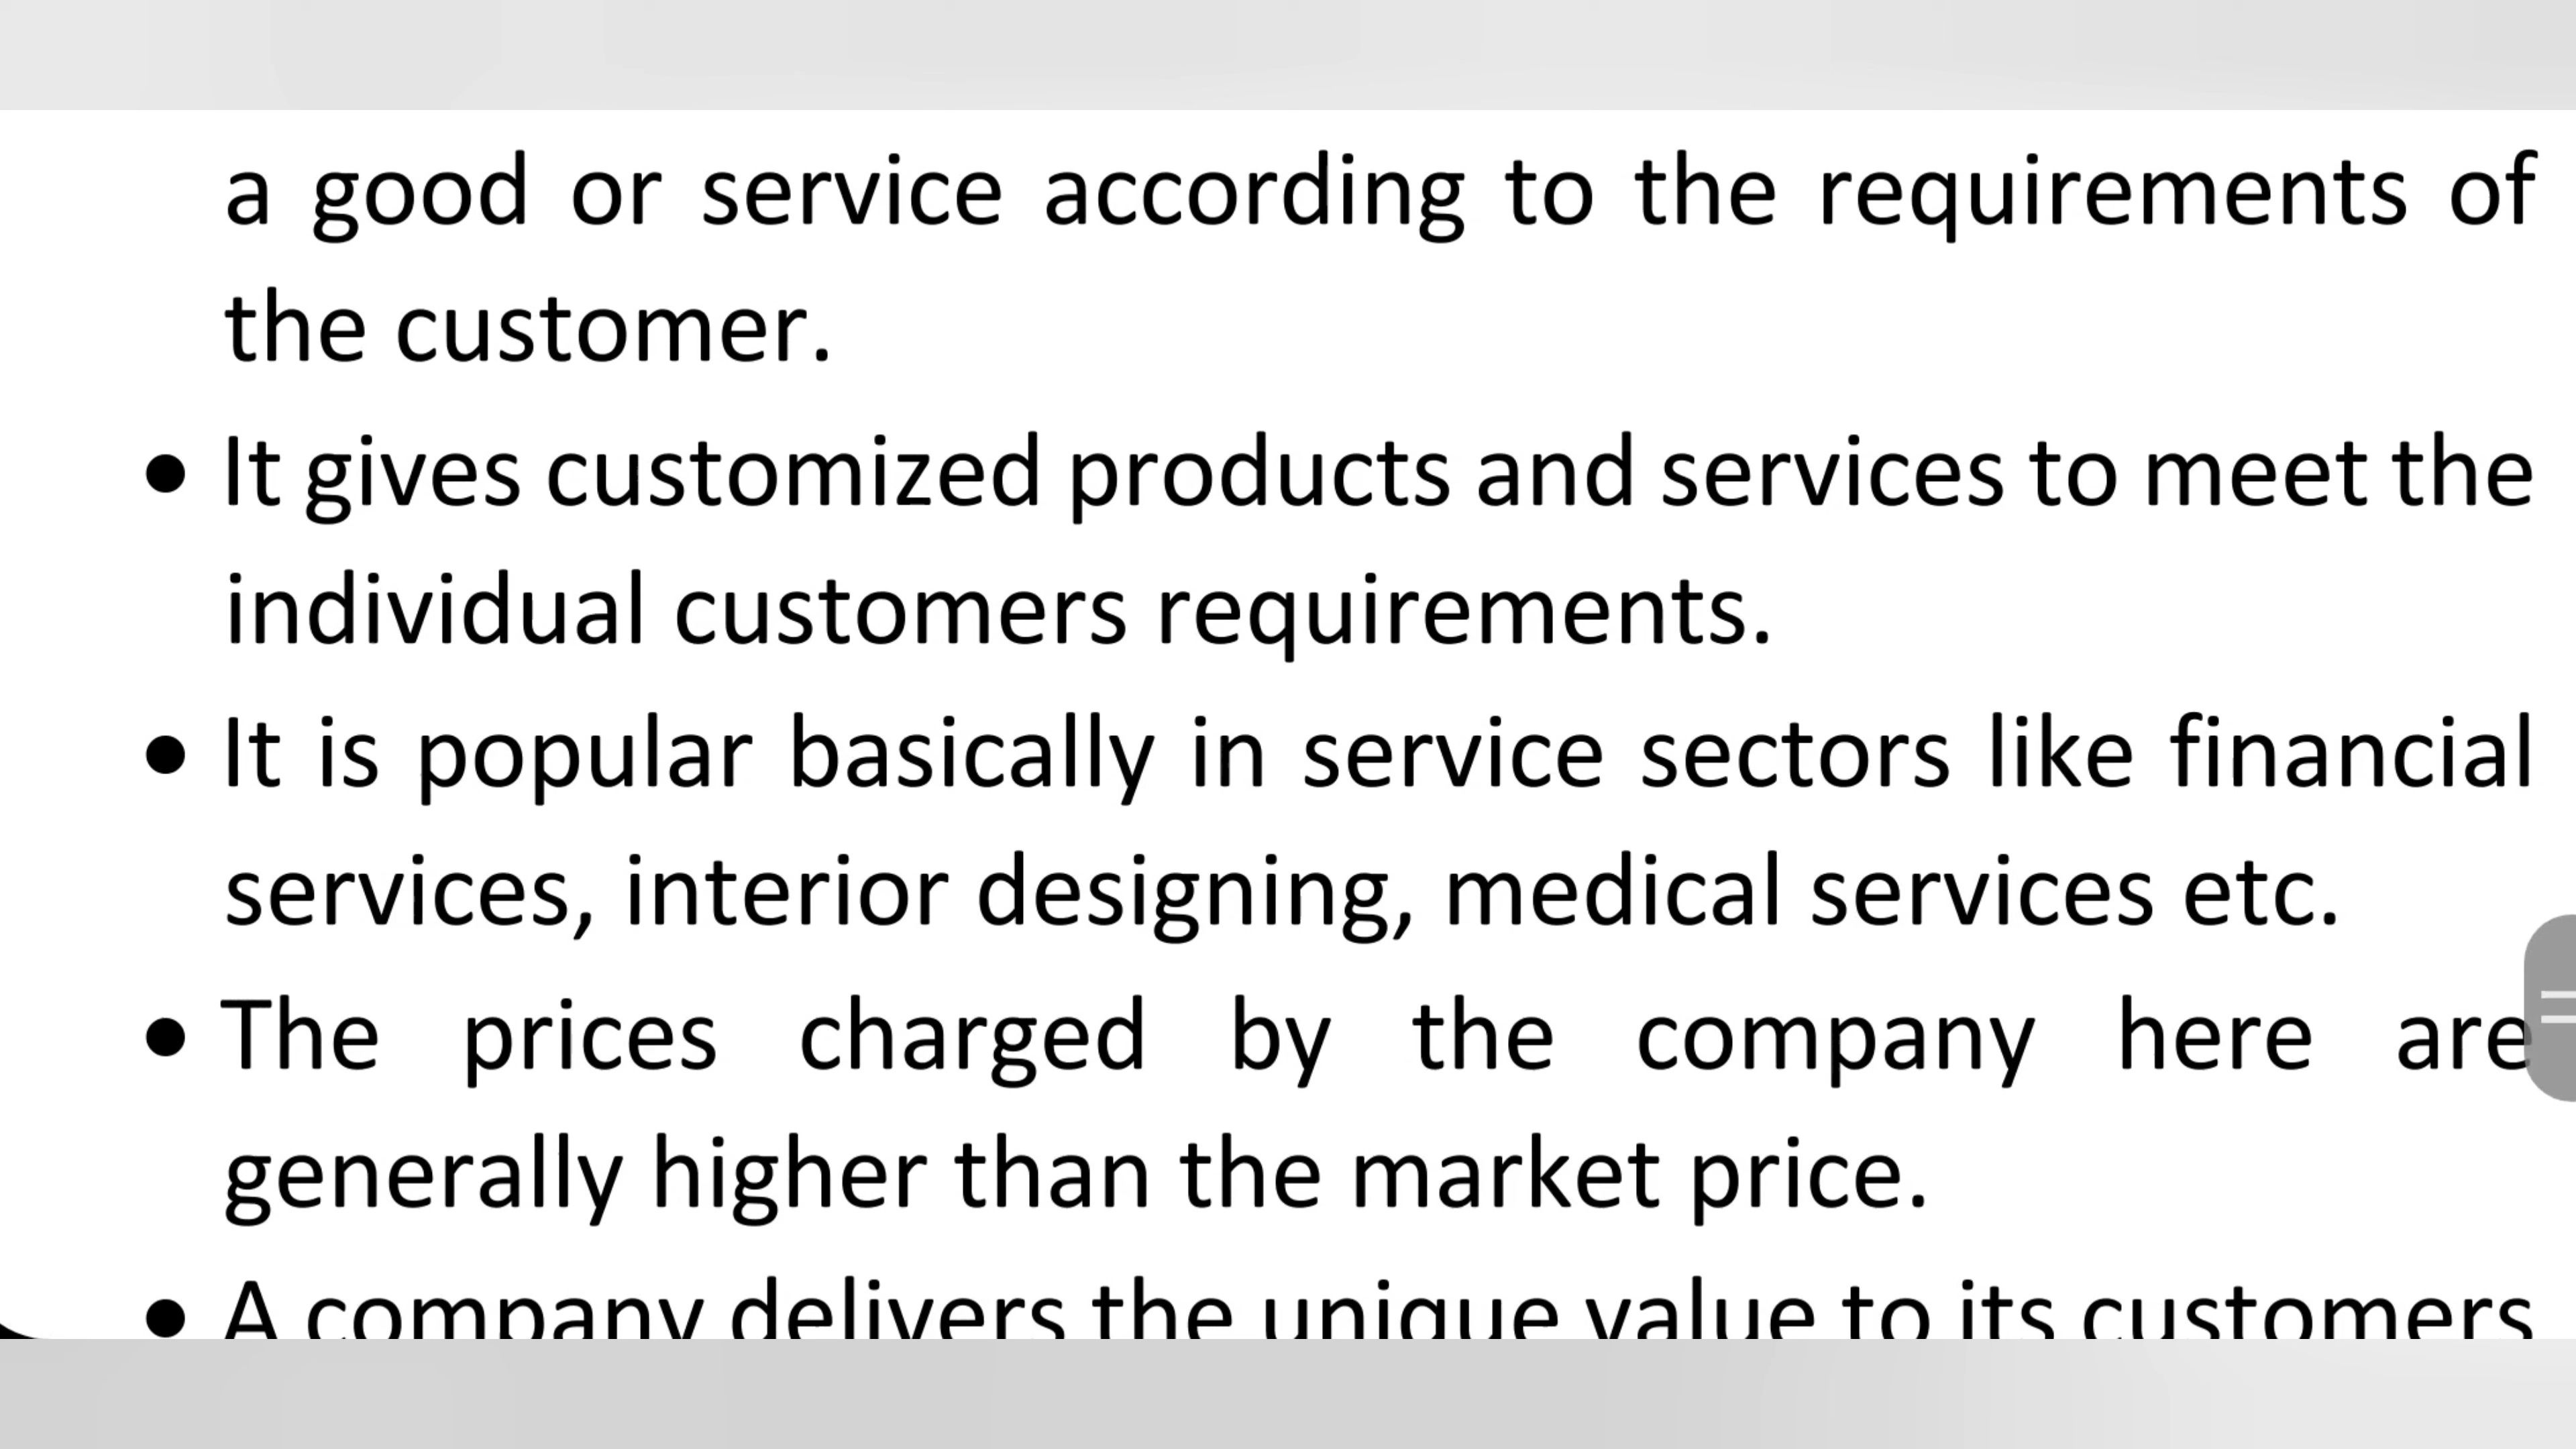 a good or service according to the requirements of
the customer.
• It gives customized products and services to meet the
individual customers requirements.
• It is popular basically in service sectors like financial
services, interior designing, medical services etc.
• The prices charged by the company here are
generally higher than the market price.
• A company delivers the unique value to its customers